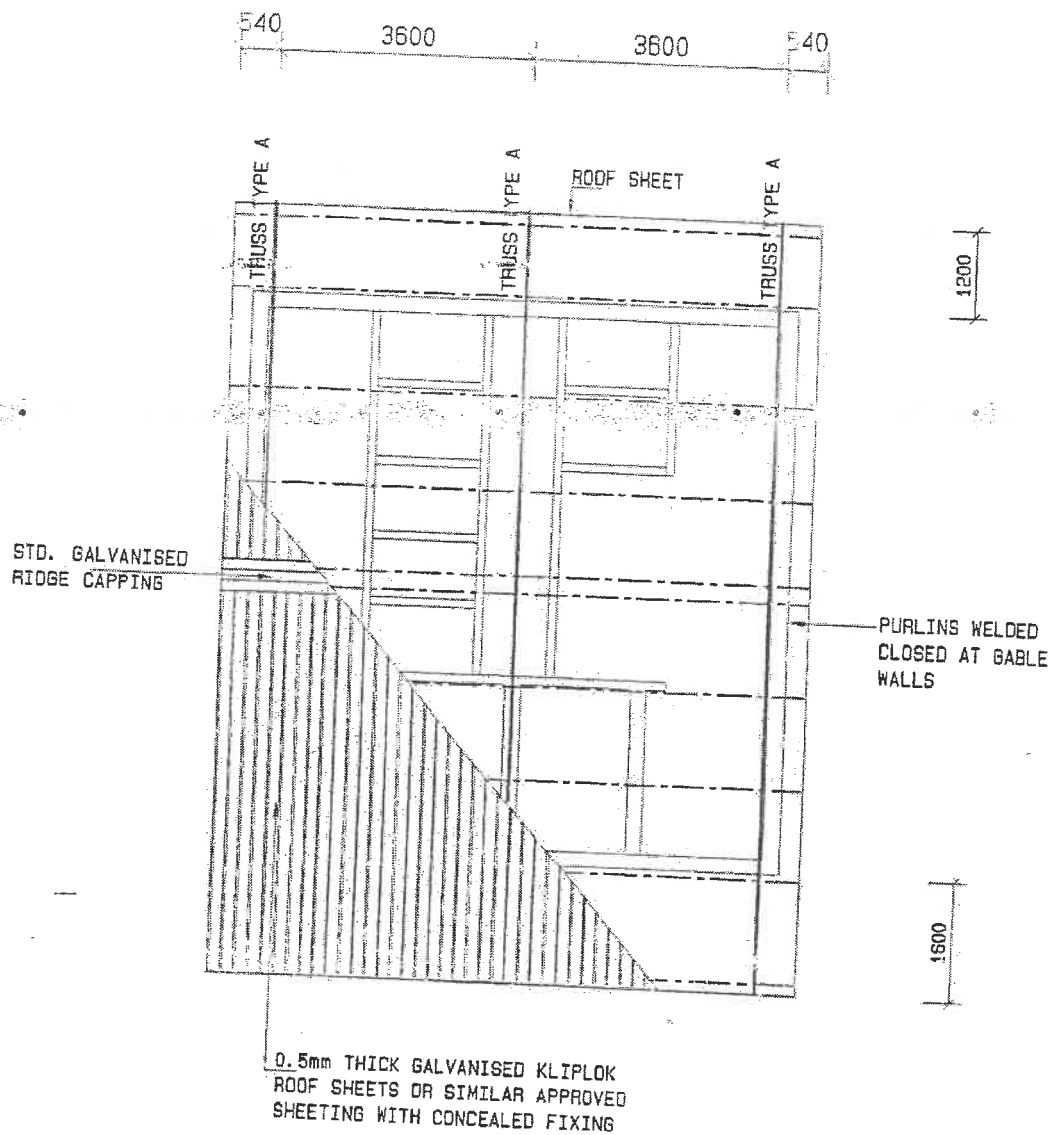 540 3600 3600 540
TRUSS TYPE A
TRUSS TYPE A
TRUSS TYPE A
ROOF SHEET
1200
STD. GALVANISED
RIDGE CAPPING
PURLINS WELDED
CLOSED AT GABLE
WALLS
1600
0.5mm THICK GALVANISED KLIPLOK
ROOF SHEETS OR SIMILAR APPROVED
SHEETING WITH CONCEALED FIXING